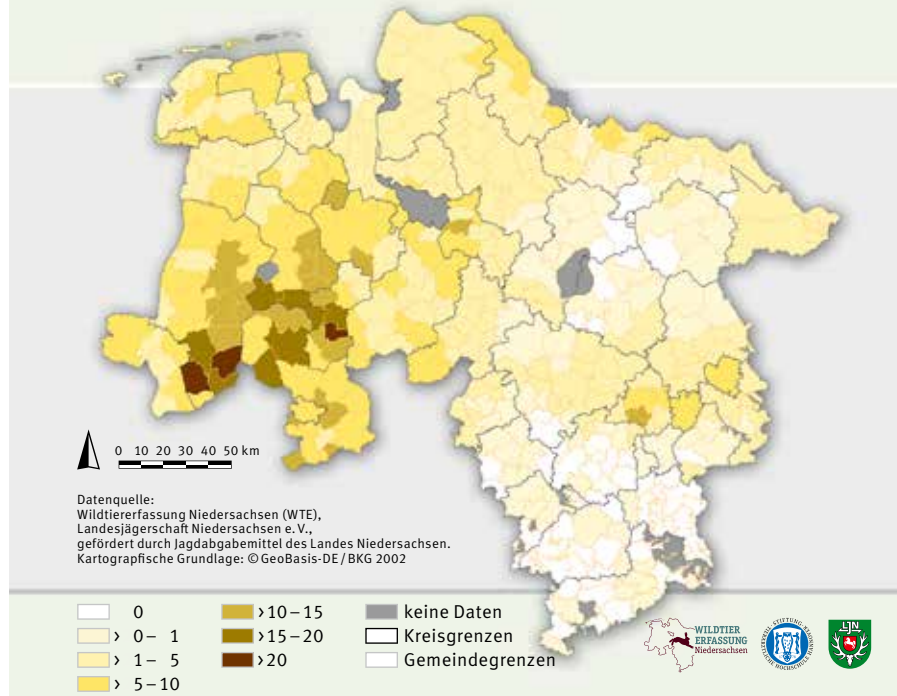 0 10 20 30 40 50 km
Datenquelle:
Wildtiererfassung Niedersachsen (WTE),
Landesjägerschaft Niedersachsen e. V.,
gefördert durch Jagdabgabemittel des Landes Niedersachsen.
Kartografische Grundlage: © GeoBasis-DE / BKG 2002
0
> 0 – 1
> 1 – 5
> 5 – 10
>10 – 15
>15 – 20
>20
keine Daten
Kreisgrenzen
Gemeindegrenzen
WILDTIER
ERFASSUNG
Niedersachsen
LJN